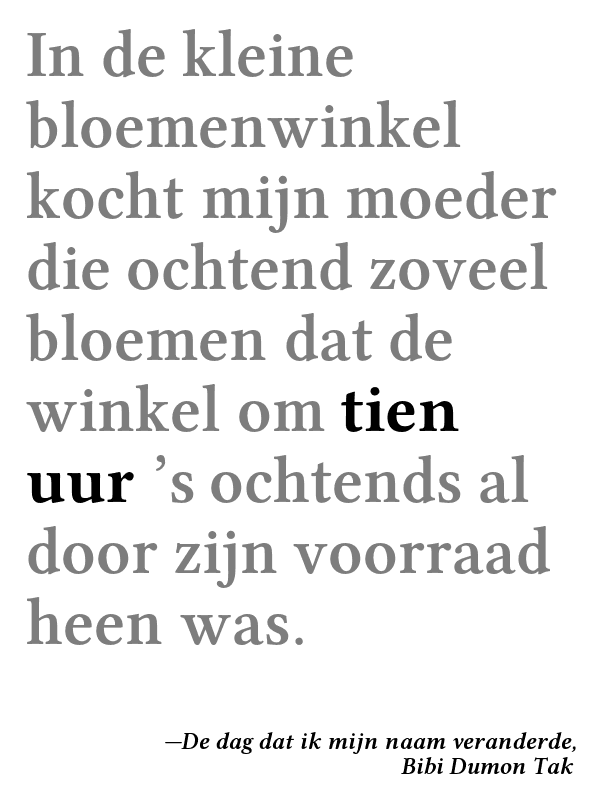 In de kleine
bloemenwinkel
kocht mijn moeder
die ochtend zoveel
bloemen dat de
winkel om tien
uur ’s ochtends al
door zijn voorraad
heen was.
—De dag dat ik mijn naam veranderde,
Bibi Dumon Tak